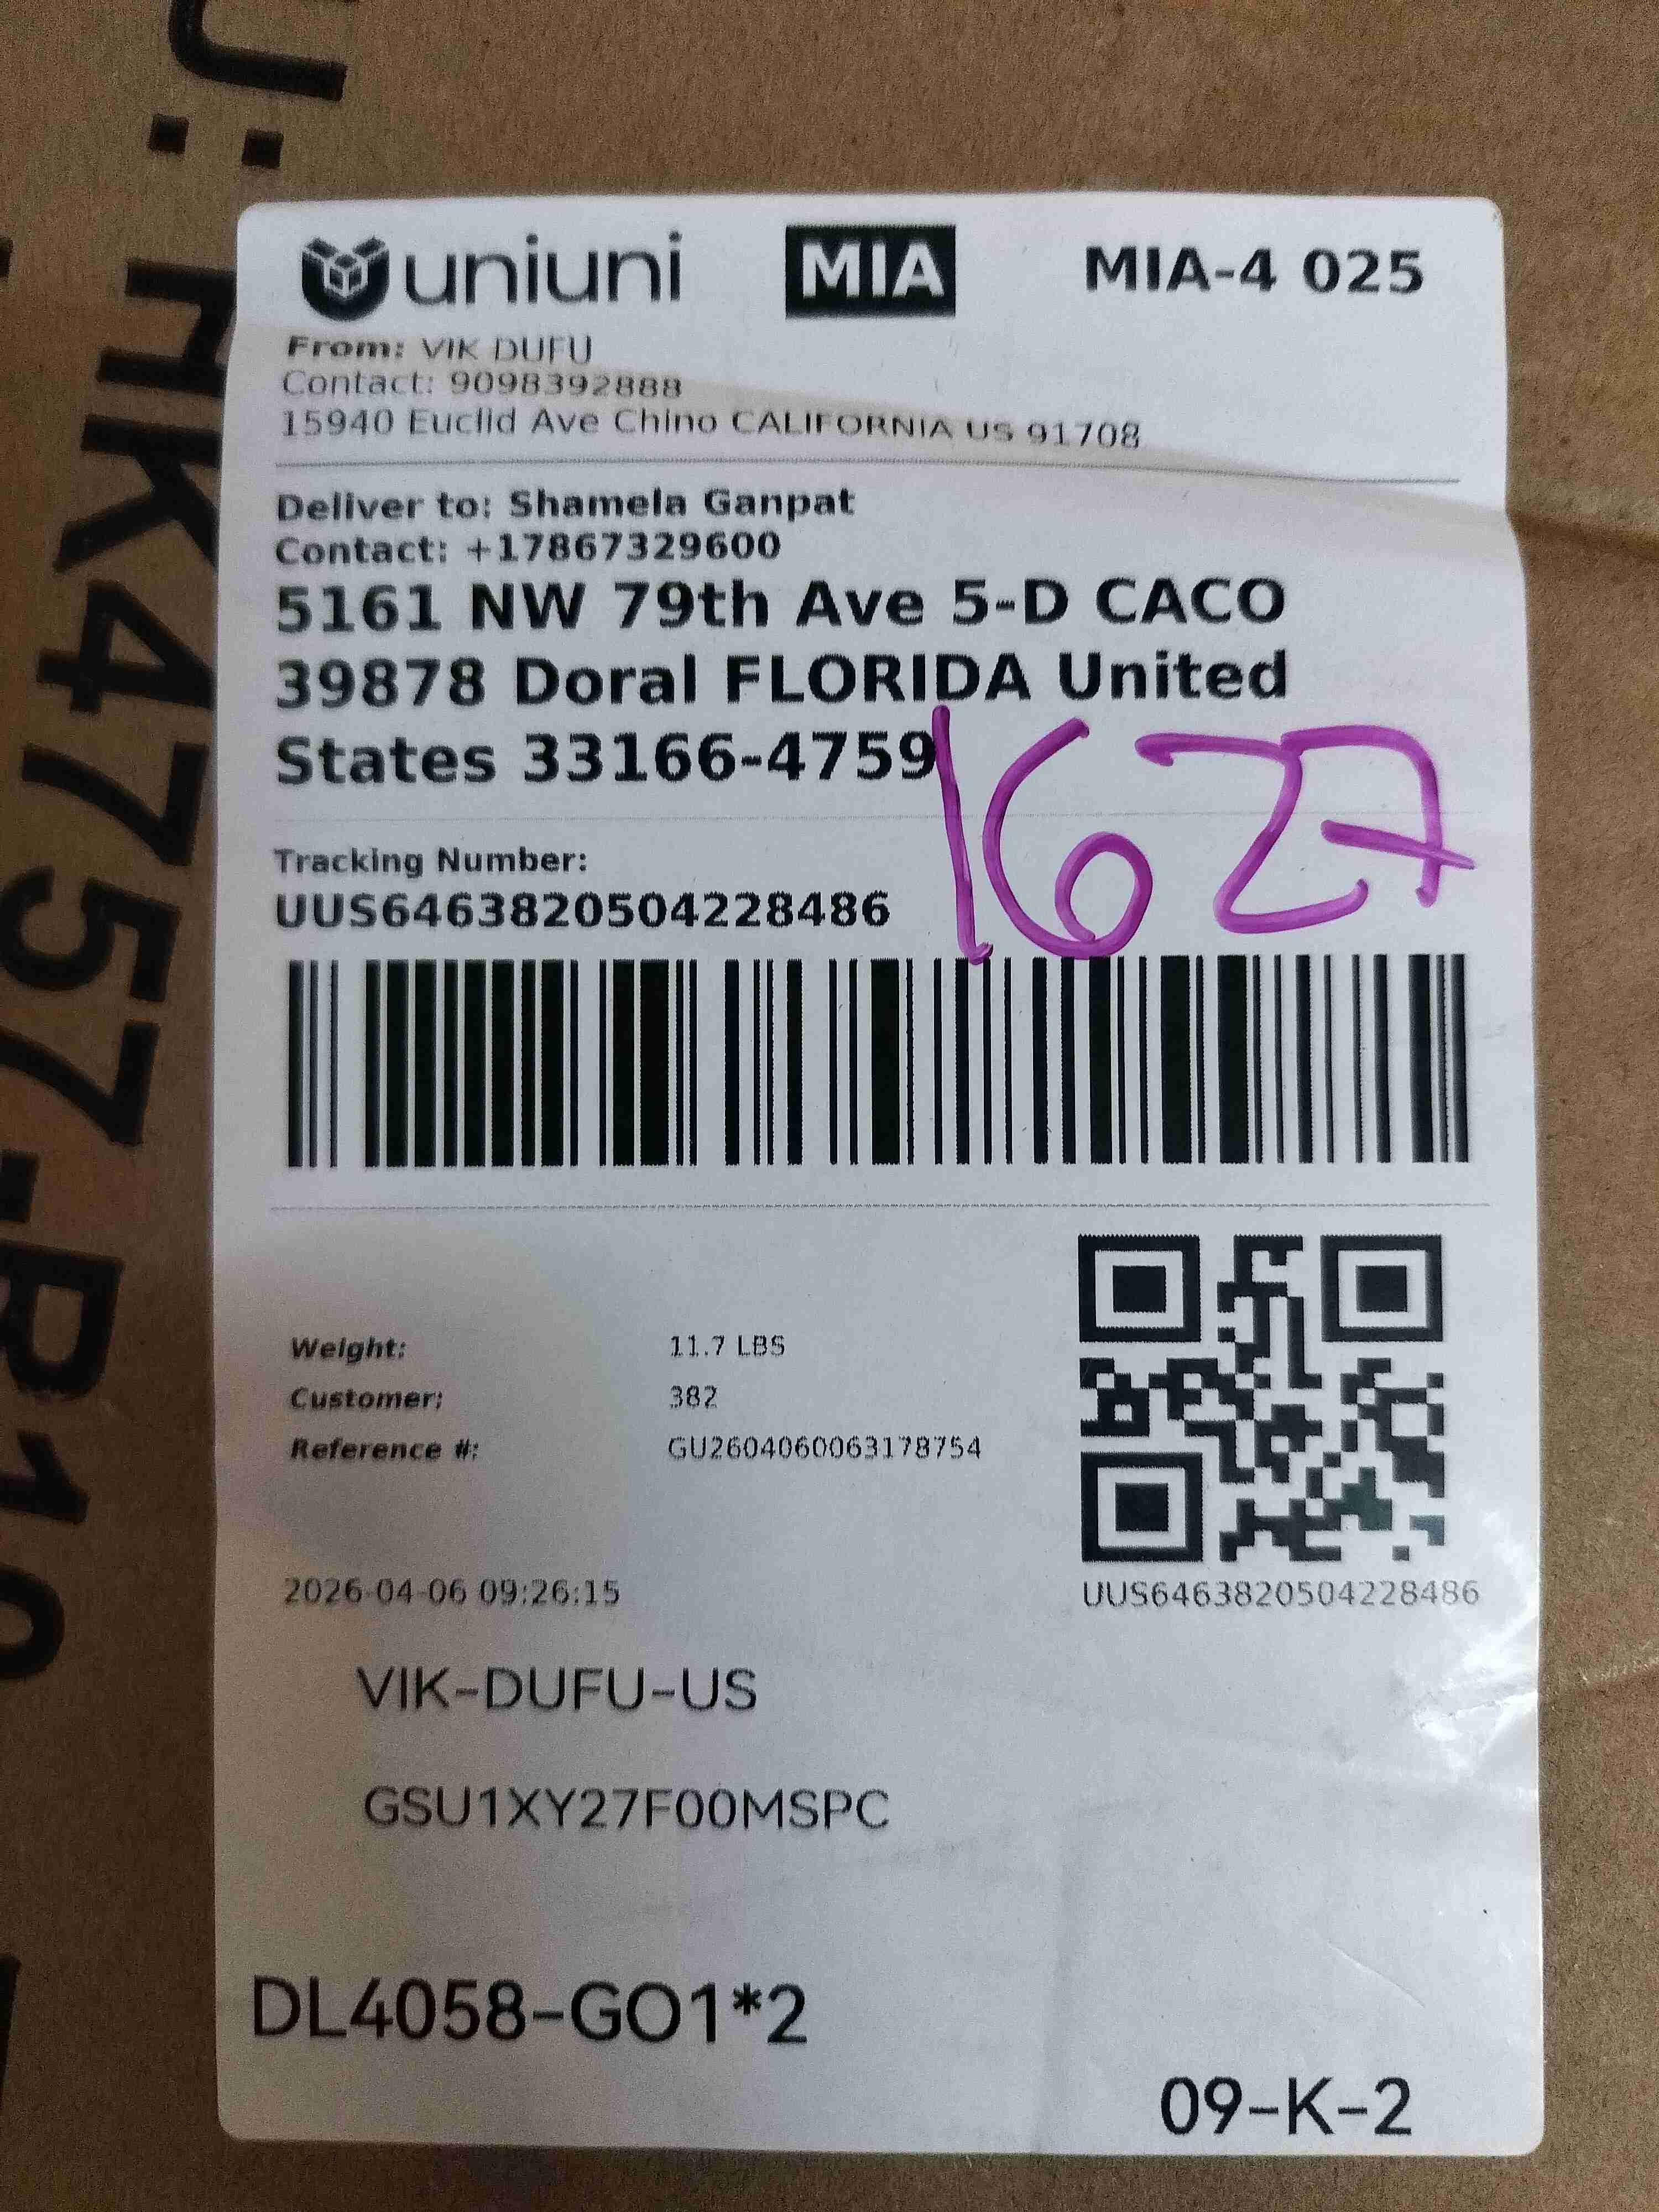 uniuni MIA MIA-4 025
From: VIK DUFU
Contact: 9098392888
15940 Euclid Ave Chino CALIFORNIA US 91708
Deliver to: Shamela Ganpat
Contact: +17867329600
5161 NW 79th Ave 5-D CACO
39878 Doral FLORIDA United
States 33166-4759
1627
Tracking Number:
UUS6463820504228486
Weight: 11.7 LBS
Customer: 382
Reference #: GU2604060063178754
2026-04-06 09:26:15
UUS6463820504228486
VIK-DUFU-US
GSU1XY27F00MSPC
DL4058-GO1*2
09-K-2